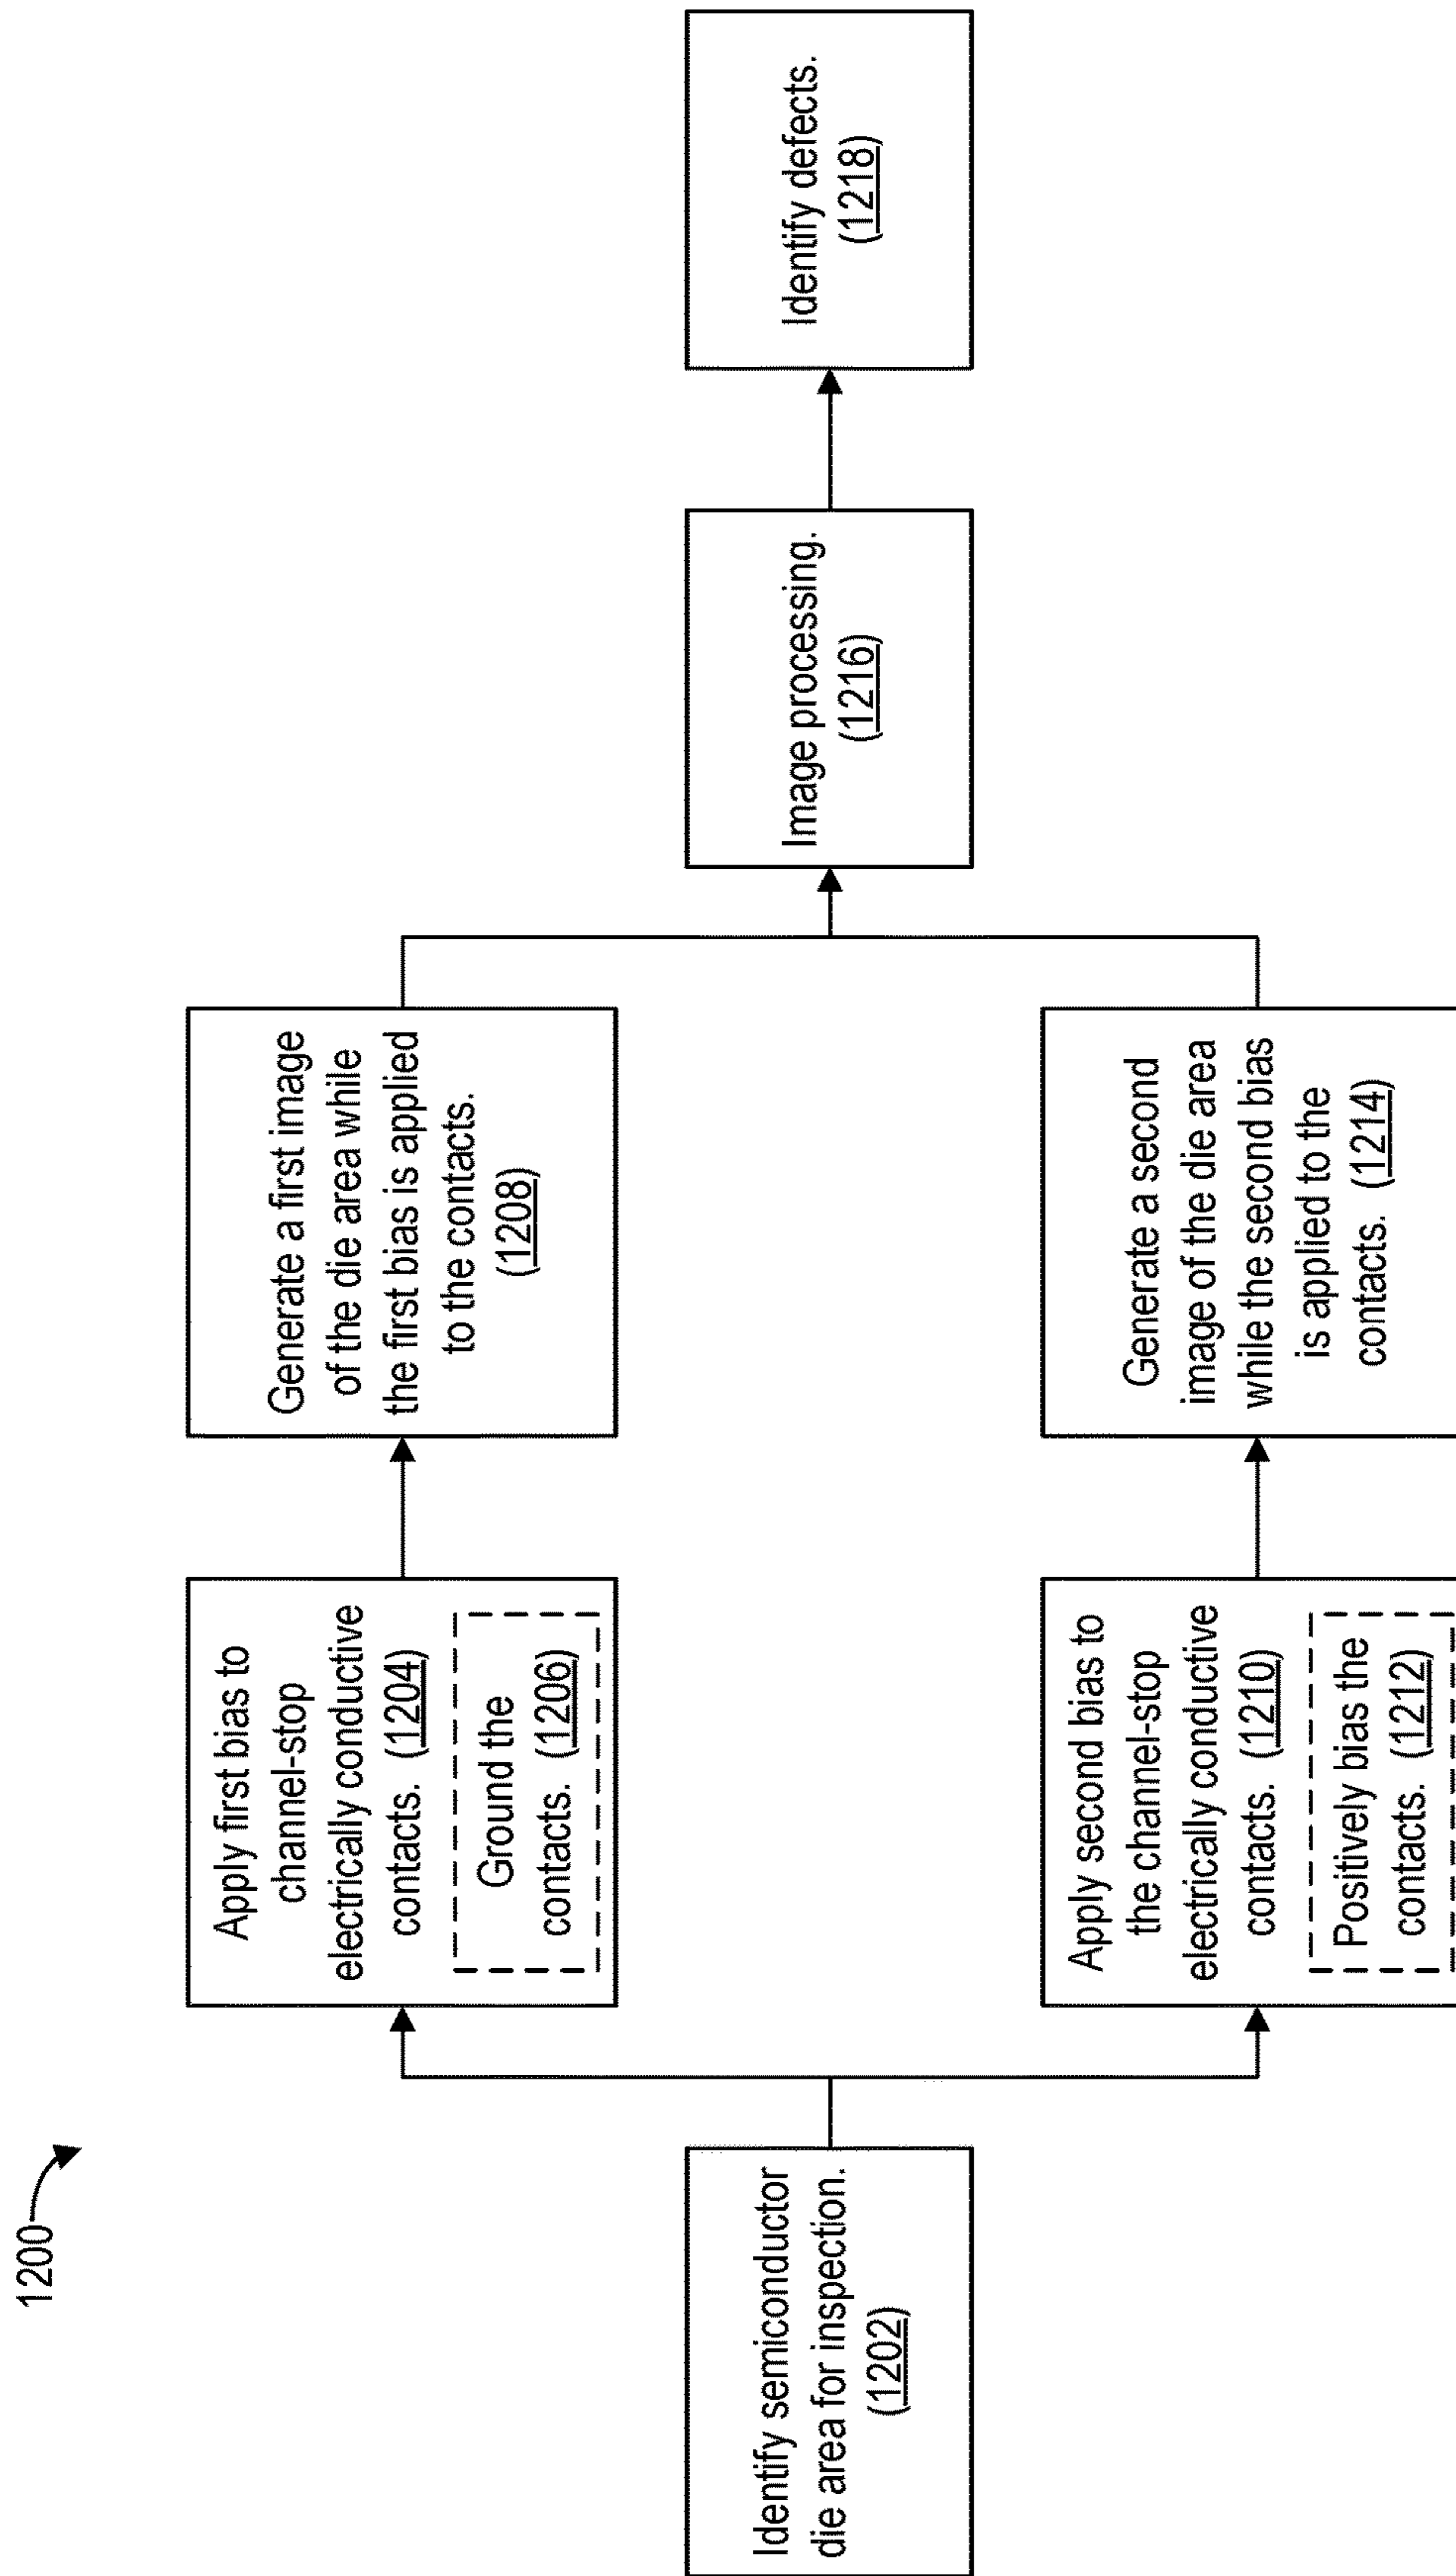 1200
Identify semiconductor
die area for inspection.
(1202)
Apply first bias to
channel-stop
electrically conductive
contacts. (1204)
Ground the
contacts. (1206)
Generate a first image
of the die area while
the first bias is applied
to the contacts.
(1208)
Apply second bias to
the channel-stop
electrically conductive
contacts. (1210)
Positively bias the
contacts. (1212)
Generate a second
image of the die area
while the second bias
is applied to the
contacts. (1214)
Image processing.
(1216)
Identify defects.
(1218)